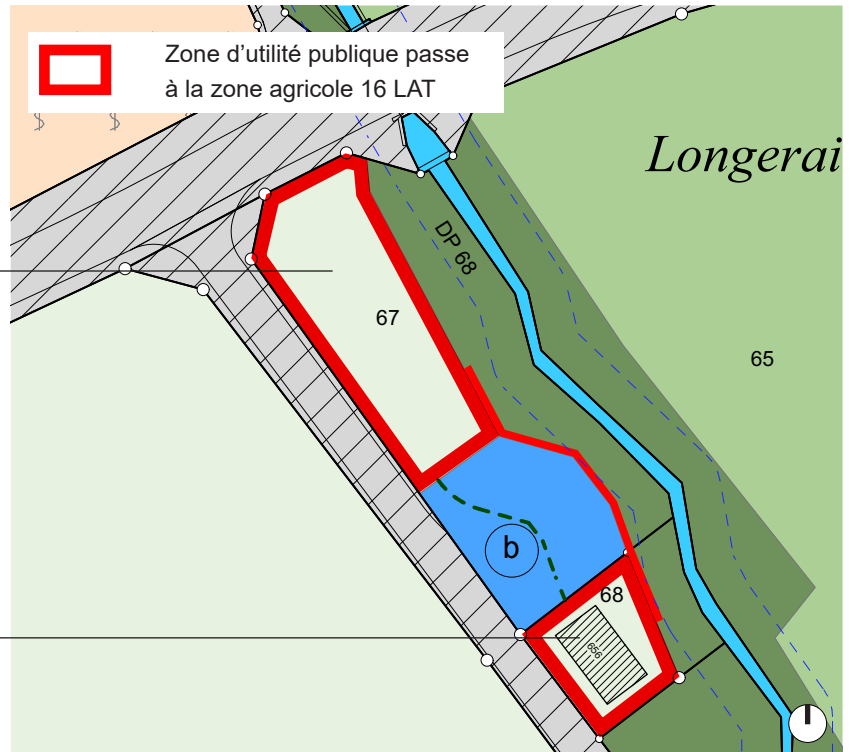 Zone d’utilité publique passe
à la zone agricole 16 LAT
Longerai
DP 68
67
65
b
68
656